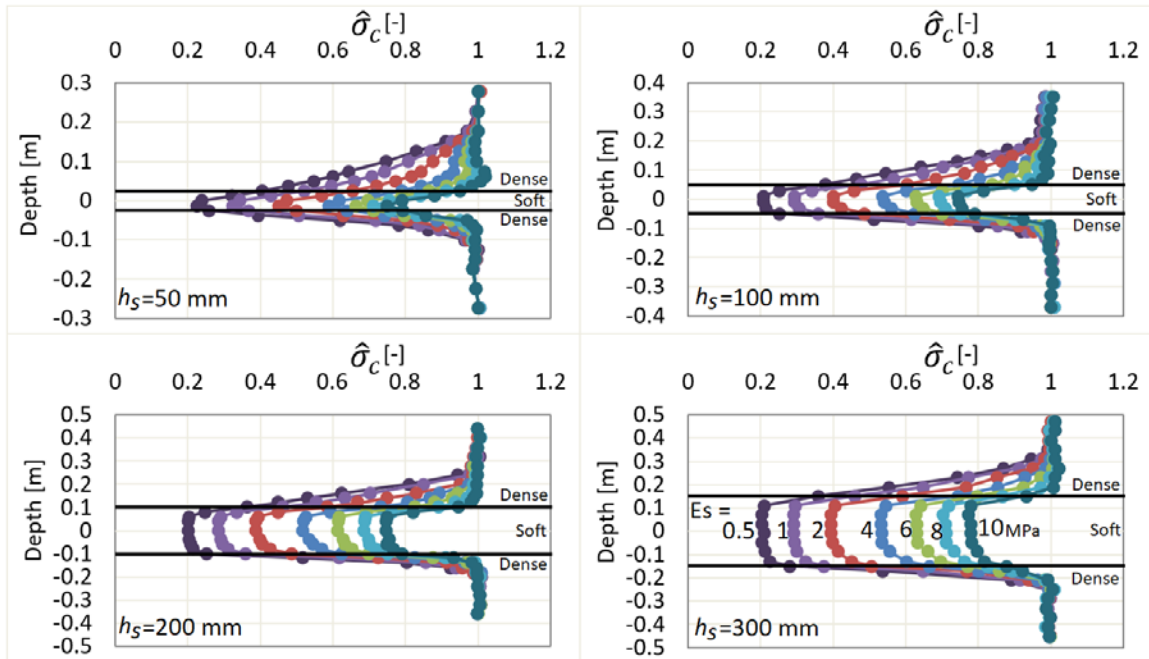 σ̂c [-]
0 0.2 0.4 0.6 0.8 1 1.2
Depth [m]
0.3
0.2
0.1
0
-0.1
-0.2
-0.3
Dense
Soft
Dense
hs=50 mm
σ̂c [-]
0 0.2 0.4 0.6 0.8 1 1.2
Depth [m]
0.4
0.3
0.2
0.1
0
-0.1
-0.2
-0.3
-0.4
Dense
Soft
Dense
hs=100 mm
σ̂c [-]
0 0.2 0.4 0.6 0.8 1 1.2
Depth [m]
0.5
0.4
0.3
0.2
0.1
0
-0.1
-0.2
-0.3
-0.4
-0.5
Dense
Soft
Dense
hs=200 mm
σ̂c [-]
0 0.2 0.4 0.6 0.8 1 1.2
Depth [m]
0.5
0.4
0.3
0.2
0.1
0
-0.1
-0.2
-0.3
-0.4
-0.5
Dense
Es =
0.5 1 2 4 6 8 10 MPa
Soft
Dense
hs=300 mm